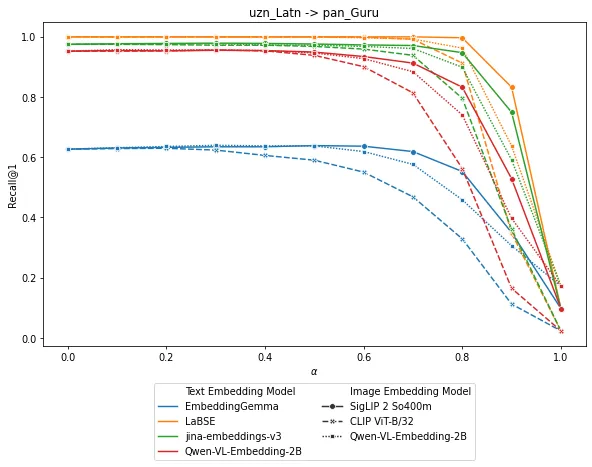 uzn_Latn -> pan_Guru
Recall@1
1.0
0.8
0.6
0.4
0.2
0.0
0.0 0.2 0.4 0.6 0.8 1.0
α
Text Embedding Model Image Embedding Model
EmbeddingGemma SigLIP 2 So400m
LaBSE CLIP ViT-B/32
jina-embeddings-v3 Qwen-VL-Embedding-2B
Qwen-VL-Embedding-2B